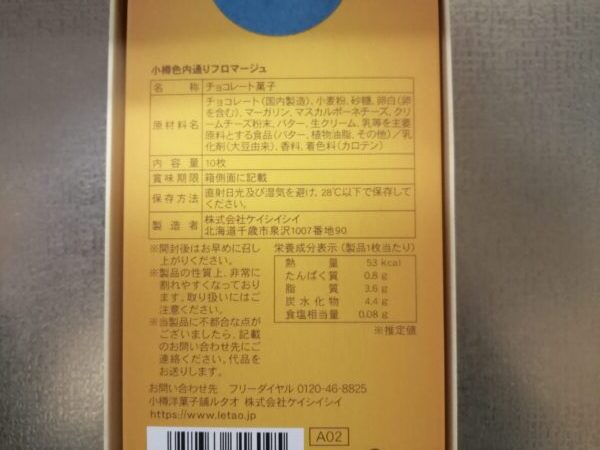 小樽色内通りフロマージュ
名 称 チョコレート菓子
原材料名 チョコレート(国内製造)、小麦粉、砂糖、卵白(卵
を含む)、マーガリン、マスカルポーネチーズ、クリ
ームチーズ粉末、バター、生クリーム、乳等を主要
原料とする食品(バター、植物油脂、その他)／乳
化剤(大豆由来)、香料、着色料(カロテン)
内容量 10枚
賞味期限 箱側面に記載
保存方法 直射日光及び湿気を避け、28℃以下で保存して
ください。
製造者 株式会社ケイシイシイ
北海道千歳市泉沢1007番地90
※開封後はお早めに召し
上がりください。
※製品の性質上、非常に
割れやすくなっており
ます。取り扱いにはご
注意ください。
※当製品に不都合な点が
ございましたら、記載
のお問い合わせ先にご
連絡ください。代品を
お送りします。
栄養成分表示(製品1枚当たり)
熱量 53 kcal
たんぱく質 0.8 g
脂質 3.6 g
炭水化物 4.4 g
食塩相当量 0.08 g
※推定値
お問い合わせ先 フリーダイヤル 0120-46-8825
小樽洋菓子舗ルタオ 株式会社ケイシイシイ
https://www.letao.jp
A02